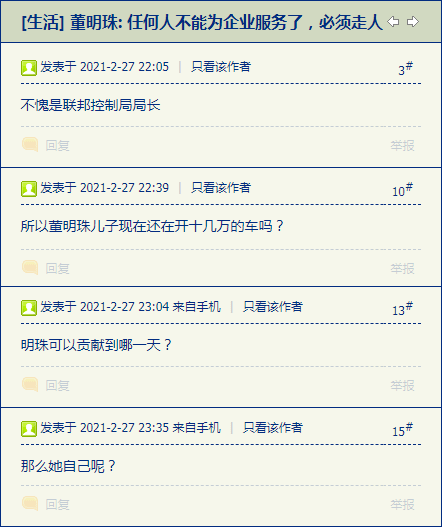 [生活] 董明珠: 任何人不能为企业服务了，必须走人
发表于 2021-2-27 22:05 | 只看该作者 3#
不愧是联邦控制局局长
回复 举报
发表于 2021-2-27 22:39 | 只看该作者 10#
所以董明珠儿子现在还在开十几万的车吗？
回复 举报
发表于 2021-2-27 23:04 来自手机 | 只看该作者 13#
明珠可以贡献到哪一天？
回复 举报
发表于 2021-2-27 23:35 来自手机 | 只看该作者 15#
那么她自己呢？
回复 举报